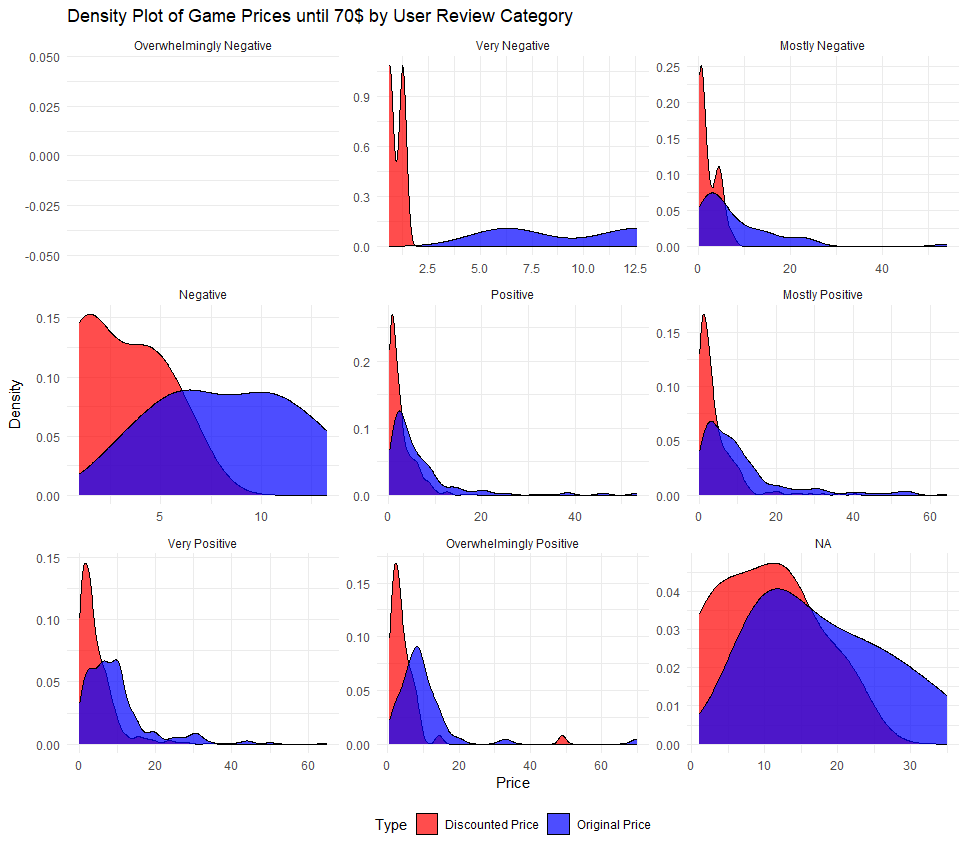 Density Plot of Game Prices until 70$ by User Review Category
Overwhelmingly Negative
Very Negative
Mostly Negative
0.050
0.025
0.000
-0.025
-0.050
0.9
0.6
0.3
0.0
2.5 5.0 7.5 10.0 12.5
0.25
0.20
0.15
0.10
0.05
0.00
0 20 40
Negative
Positive
Mostly Positive
0.15
0.10
0.05
0.00
5 10
0.2
0.1
0.0
0 20 40
0.15
0.10
0.05
0.00
0 20 40 60
Very Positive
Overwhelmingly Positive
NA
0.15
0.10
0.05
0.00
0 20 40 60
0.15
0.10
0.05
0.00
0 20 40 60
0.04
0.03
0.02
0.01
0.00
0 10 20 30
Density
Price
Type Discounted Price Original Price